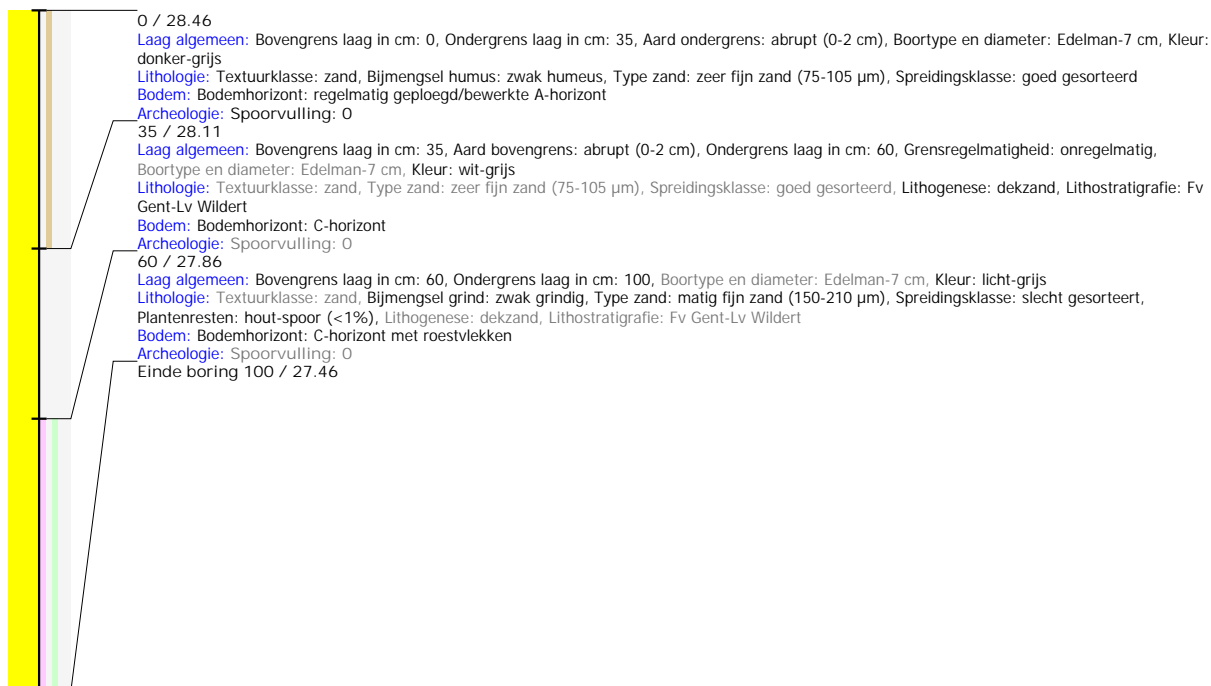 0 / 28.46
Laag algemeen: Bovengrens laag in cm: 0, Ondergrens laag in cm: 35, Aard ondergrens: abrupt (0-2 cm), Boortype en diameter: Edelman-7 cm, Kleur:
donker-grijs
Lithologie: Textuurklasse: zand, Bijmengsel humus: zwak humeus, Type zand: zeer fijn zand (75-105 µm), Spreidingsklasse: goed gesorteerd
Bodem: Bodemhorizont: regelmatig geploegd/bewerkte A-horizont
Archeologie: Spoorvulling: 0
35 / 28.11
Laag algemeen: Bovengrens laag in cm: 35, Aard bovengrens: abrupt (0-2 cm), Ondergrens laag in cm: 60, Grensregelmatigheid: onregelmatig,
Boortype en diameter: Edelman-7 cm, Kleur: wit-grijs
Lithologie: Textuurklasse: zand, Type zand: zeer fijn zand (75-105 µm), Spreidingsklasse: goed gesorteerd, Lithogenese: dekzand, Lithostratigrafie: Fv
Gent-Lv Wildert
Bodem: Bodemhorizont: C-horizont
Archeologie: Spoorvulling: 0
60 / 27.86
Laag algemeen: Bovengrens laag in cm: 60, Ondergrens laag in cm: 100, Boortype en diameter: Edelman-7 cm, Kleur: licht-grijs
Lithologie: Textuurklasse: zand, Bijmengsel grind: zwak grindig, Type zand: matig fijn zand (150-210 µm), Spreidingsklasse: slecht gesorteert,
Plantenresten: hout-spoor (<1%), Lithogenese: dekzand, Lithostratigrafie: Fv Gent-Lv Wildert
Bodem: Bodemhorizont: C-horizont met roestvlekken
Archeologie: Spoorvulling: 0
Einde boring 100 / 27.46